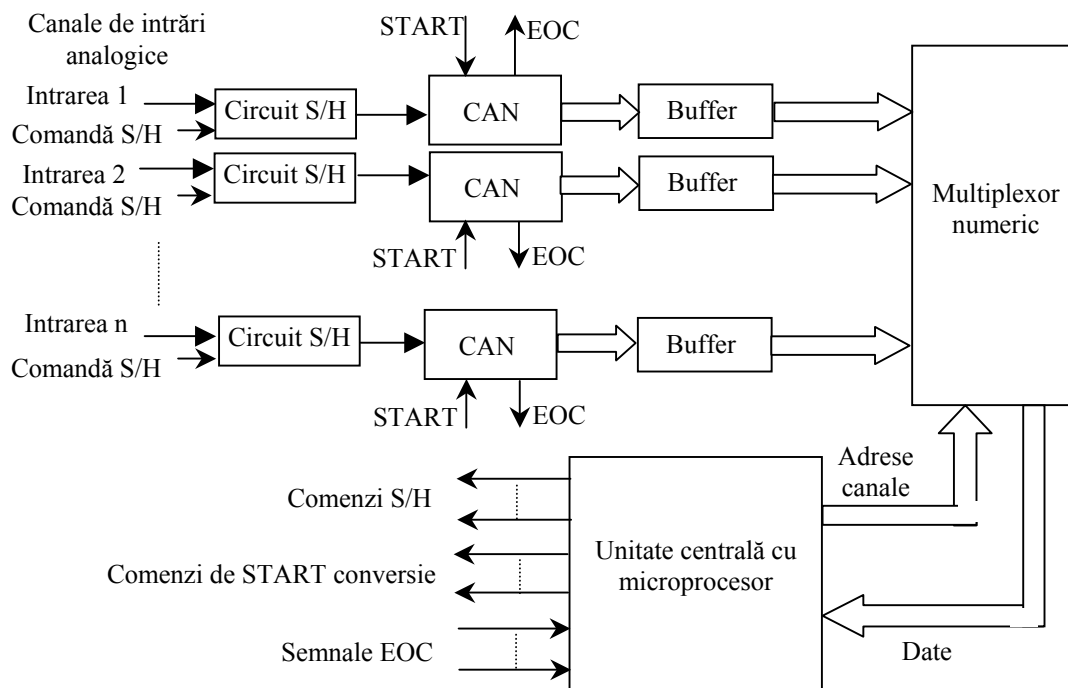 Canale de intrări
analogice
START
EOC
Intrarea 1
Comandă S/H
Circuit S/H
CAN
Buffer
Intrarea 2
Comandă S/H
Circuit S/H
CAN
Buffer
START
EOC
Multiplexor
numeric
Intrarea n
Comandă S/H
Circuit S/H
CAN
Buffer
START
EOC
Adrese
canale
Comenzi S/H
Comenzi de START conversie
Semnale EOC
Unitate centrală cu
microprocesor
Date